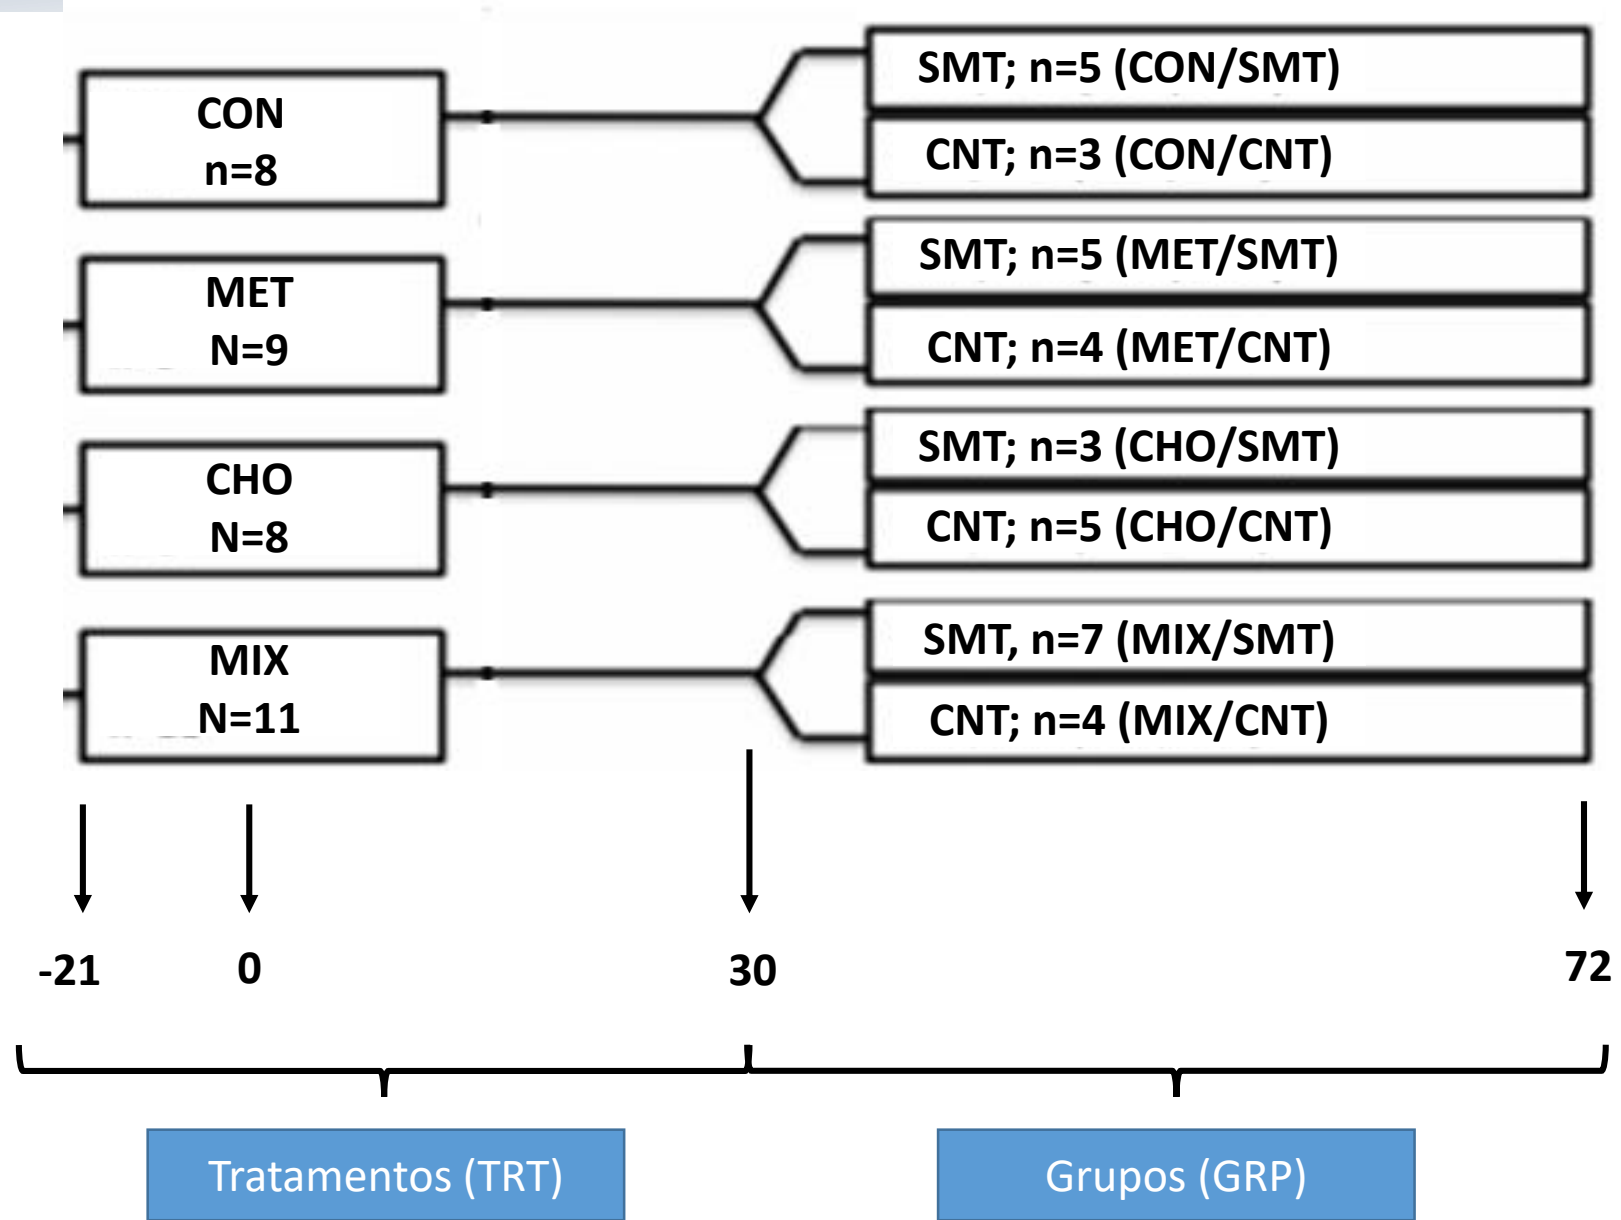 CON
n=8
SMT; n=5 (CON/SMT)
CNT; n=3 (CON/CNT)
MET
N=9
SMT; n=5 (MET/SMT)
CNT; n=4 (MET/CNT)
CHO
N=8
SMT; n=3 (CHO/SMT)
CNT; n=5 (CHO/CNT)
MIX
N=11
SMT, n=7 (MIX/SMT)
CNT; n=4 (MIX/CNT)
-21 0 30 72
Tratamentos (TRT) Grupos (GRP)